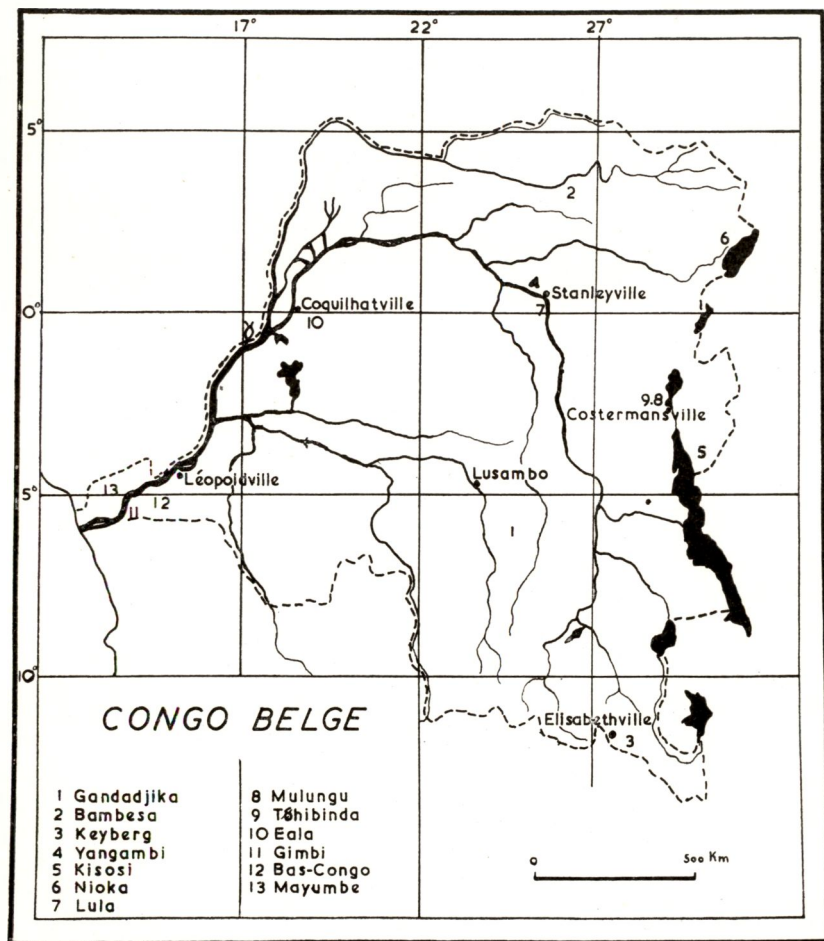 17° 22° 27°
5°
2
6
4 Stanleyville
0° Coquilhatville 7
10
9.8
Costermansville
5
Léopoldville Lusambo
13 12
5° 11
1
10°
Elisabethville
3
CONGO BELGE
1 Gandadjika
2 Bambesa
3 Keyberg
4 Yangambi
5 Kisosi
6 Nioka
7 Lula
8 Mulungu
9 Tshibinda
10 Eala
11 Gimbi
12 Bas-Congo
13 Mayumbe
0 500 Km